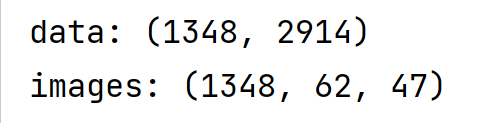 data: (1348, 2914)
images: (1348, 62, 47)